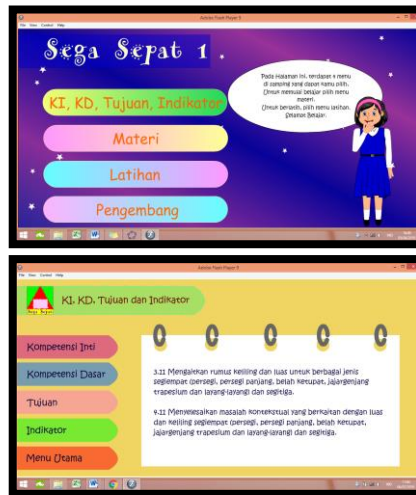 Adobe Flash Player 9
File View Control Help
Sega Sepat 1
KI, KD, Tujuan, Indikator
Materi
Latihan
Pengembang
Pada Halaman ini, terdapat 4 menu
di samping yang dapat kamu pilih.
Untuk memulai belajar pilih menu
materi.
Untuk berlatih, pilih menu latihan.
Selamat Belajar.
Adobe Flash Player 9
File View Control Help
KI, KD, Tujuan dan Indikator
Kompetensi Inti
Kompetensi Dasar
Tujuan
Indikator
Menu Utama
3.11 Mengaitkan rumus keliling dan luas untuk berbagai jenis
segiempat (persegi, persegi panjang, belah ketupat, jajargenjang
trapesium dan layang-layang) dan segitiga.
4.11 Menyelesaikan masalah kontekstual yang berkaitan dengan luas
dan keliling segiempat (persegi, persegi panjang, belah ketupat,
jajargenjang trapesium dan layang-layang) dan segitiga.